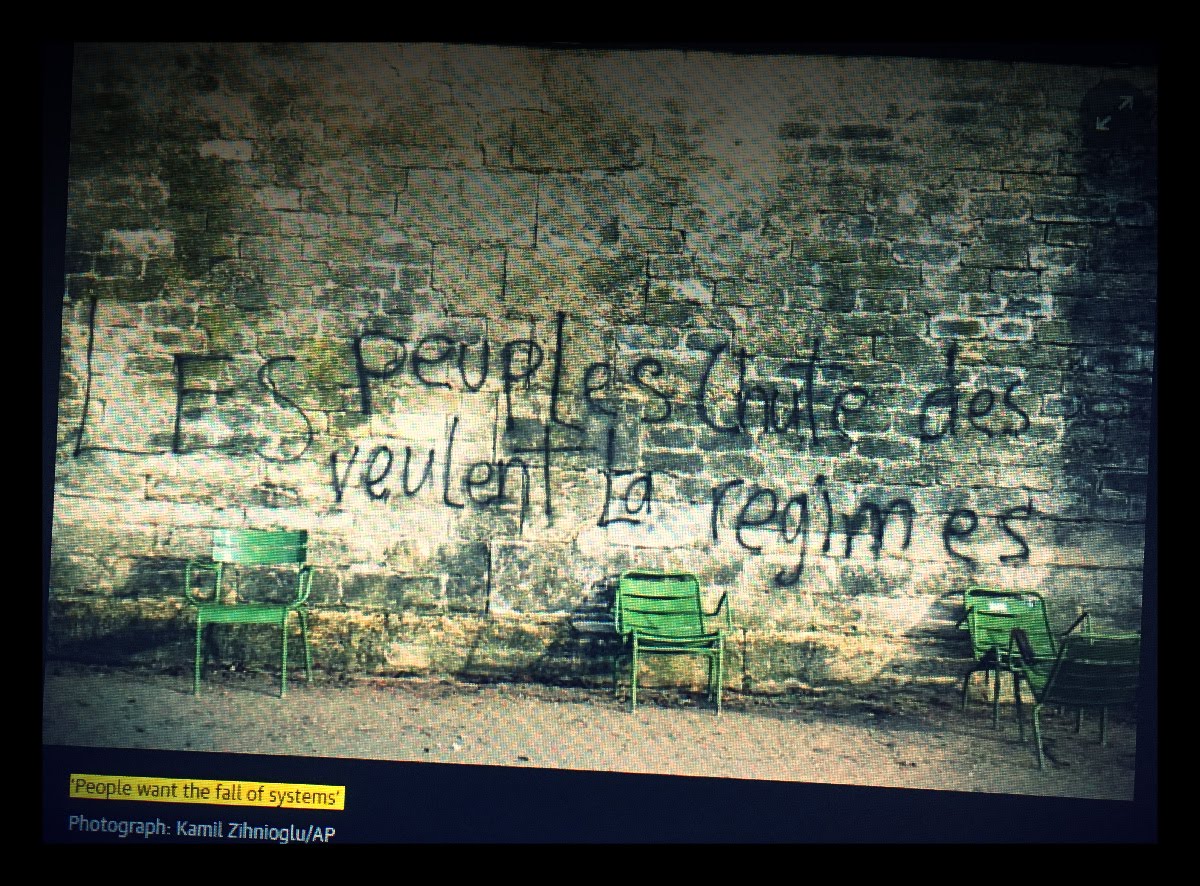 LES peuples Chute des
veulent La regimes
'People want the fall of systems'
Photograph: Kamil Zihnioglu/AP